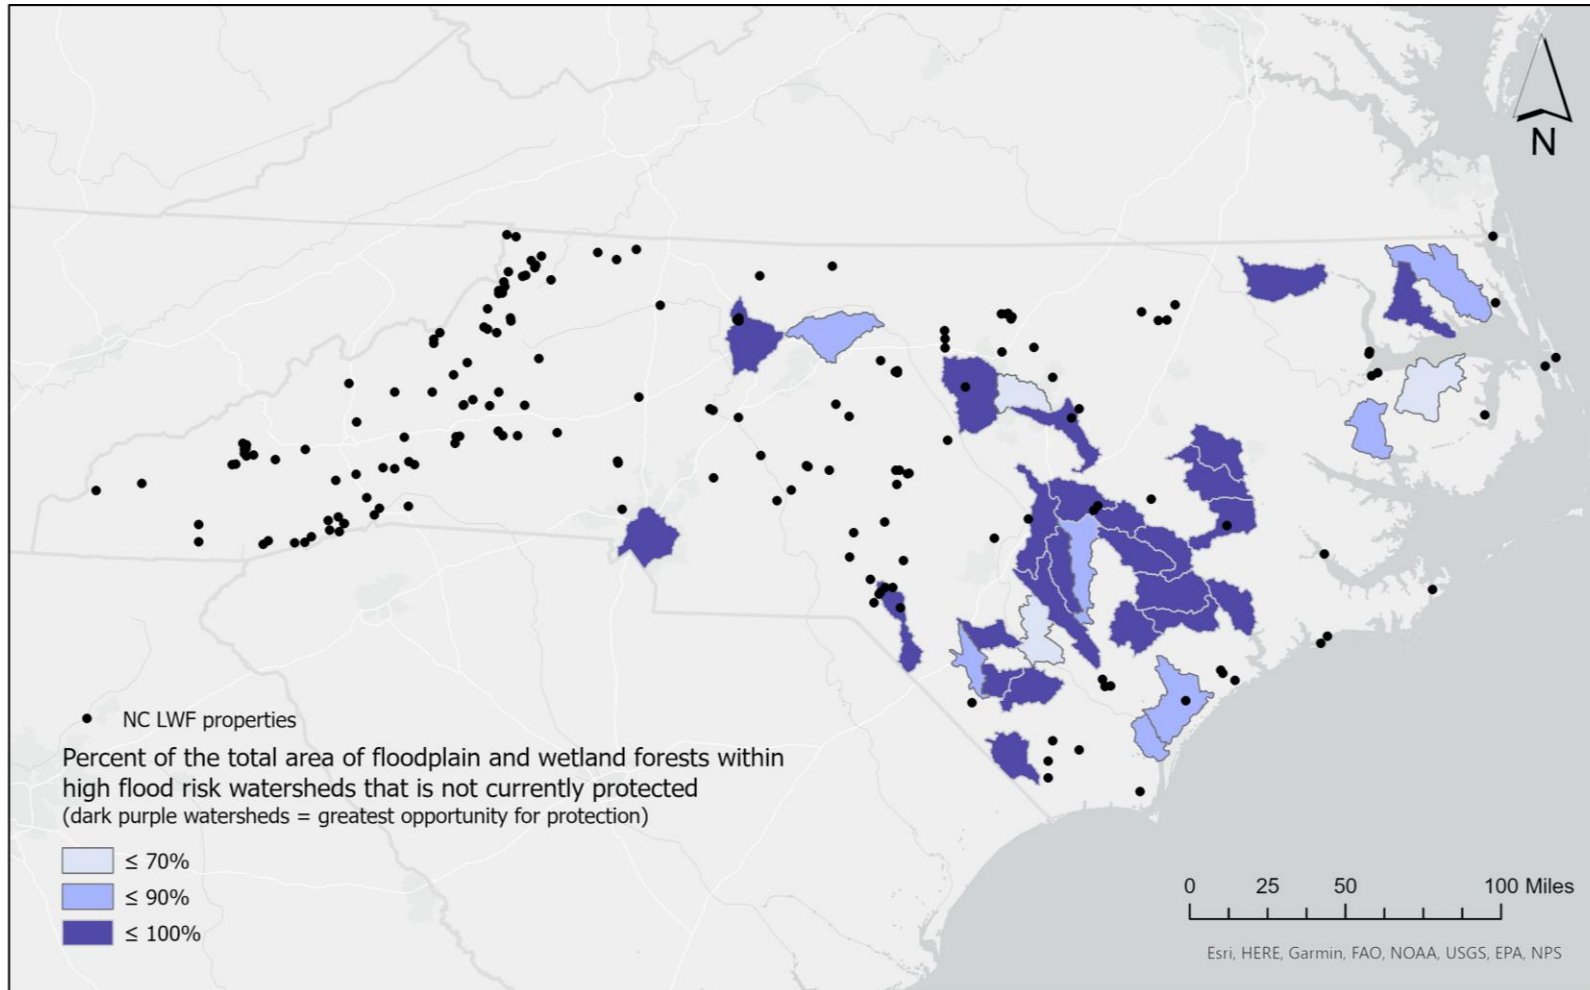 N
NC LWF properties
Percent of the total area of floodplain and wetland forests within
high flood risk watersheds that is not currently protected
(dark purple watersheds = greatest opportunity for protection)
≤ 70%
≤ 90%
≤ 100%
0 25 50 100 Miles
Esri, HERE, Garmin, FAO, NOAA, USGS, EPA, NPS